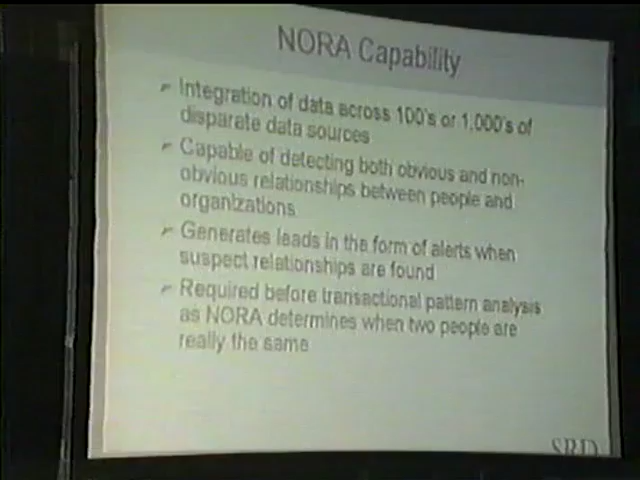 NORA Capability
Integration of data across 100's or 1,000's of
disparate data sources
Capable of detecting both obvious and non-
obvious relationships between people and
organizations
Generates leads in the form of alerts when
suspect relationships are found
Required before transactional pattern analysis
as NORA determines when two people are
really the same
SRD